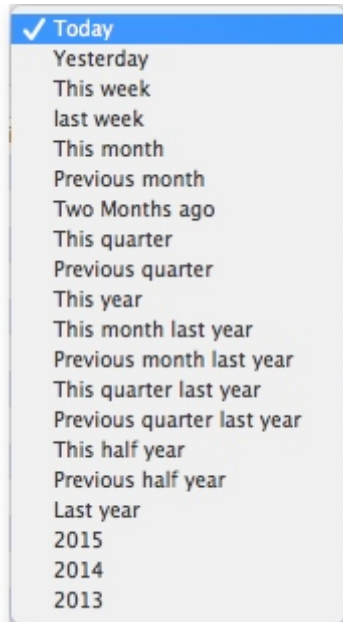 Today
Yesterday
This week
last week
This month
Previous month
Two Months ago
This quarter
Previous quarter
This year
This month last year
Previous month last year
This quarter last year
Previous quarter last year
This half year
Previous half year
Last year
2015
2014
2013